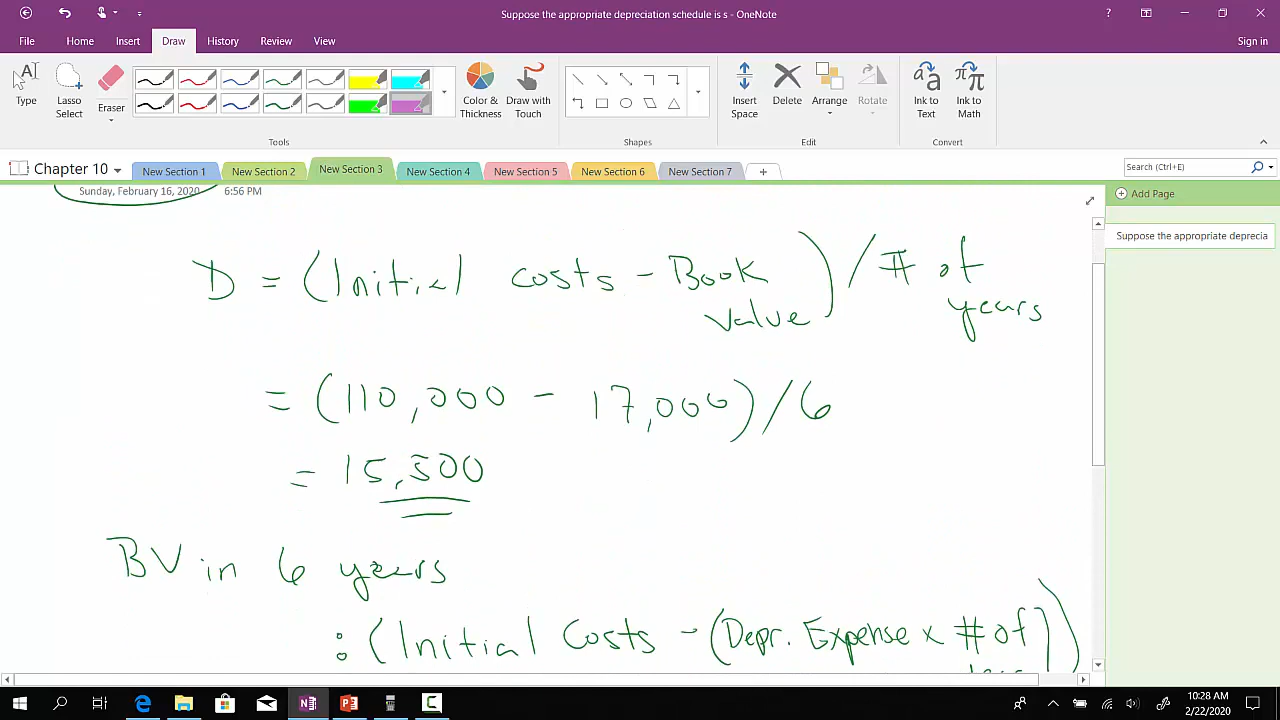 Suppose the appropriate depreciation schedule is s - OneNote
File Home Insert Draw History Review View Sign in
Type
Lasso Select
Eraser
Color & Thickness
Draw with Touch
Insert Space
Delete
Arrange
Rotate
Ink to Text
Ink to Math
Tools Shapes Edit Convert
Chapter 10 New Section 1 New Section 2 New Section 3 New Section 4 New Section 5 New Section 6 New Section 7 Search (Ctrl+E)
Sunday, February 16, 2020 6:56 PM
Add Page
Suppose the appropriate deprecia
D = (Initial costs - Book value) / # of years
= (110,000 - 17,000) / 6
= 15,500
BV in 6 years
: (Initial Costs - (Depr. Expense x # of
10:28 AM
2/22/2020